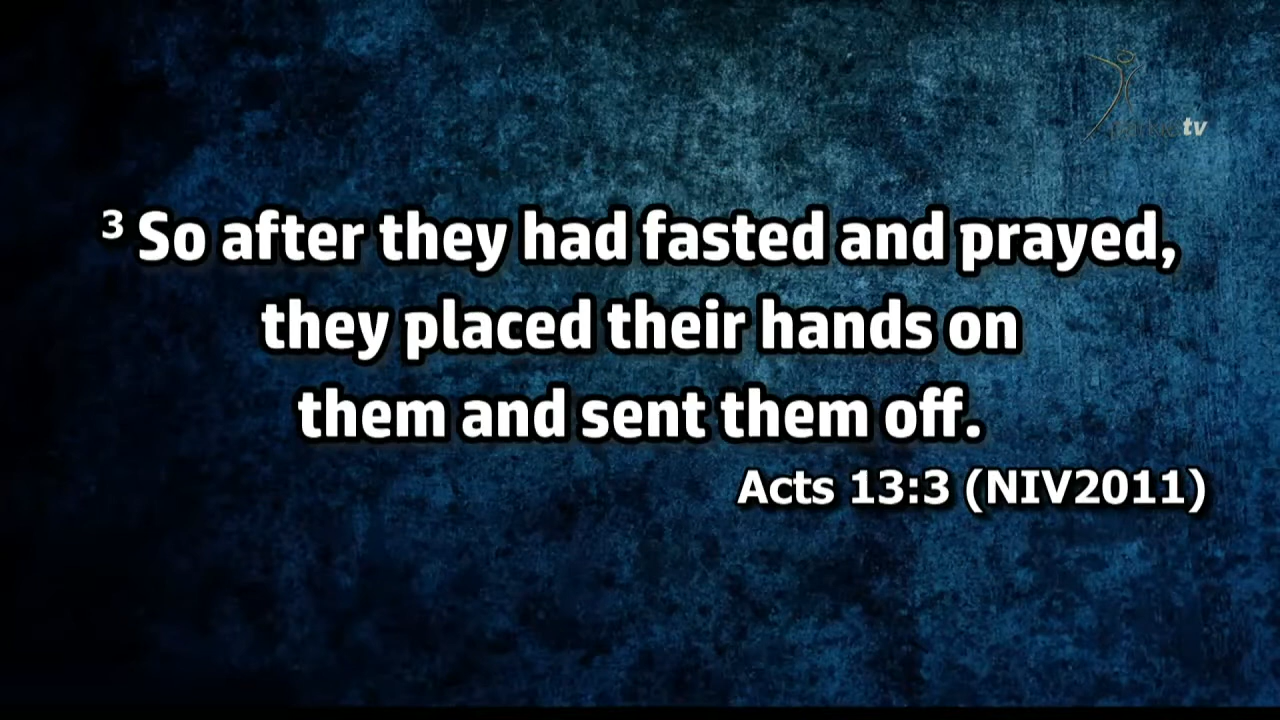 tv
³ So after they had fasted and prayed,
they placed their hands on
them and sent them off.
Acts 13:3 (NIV2011)